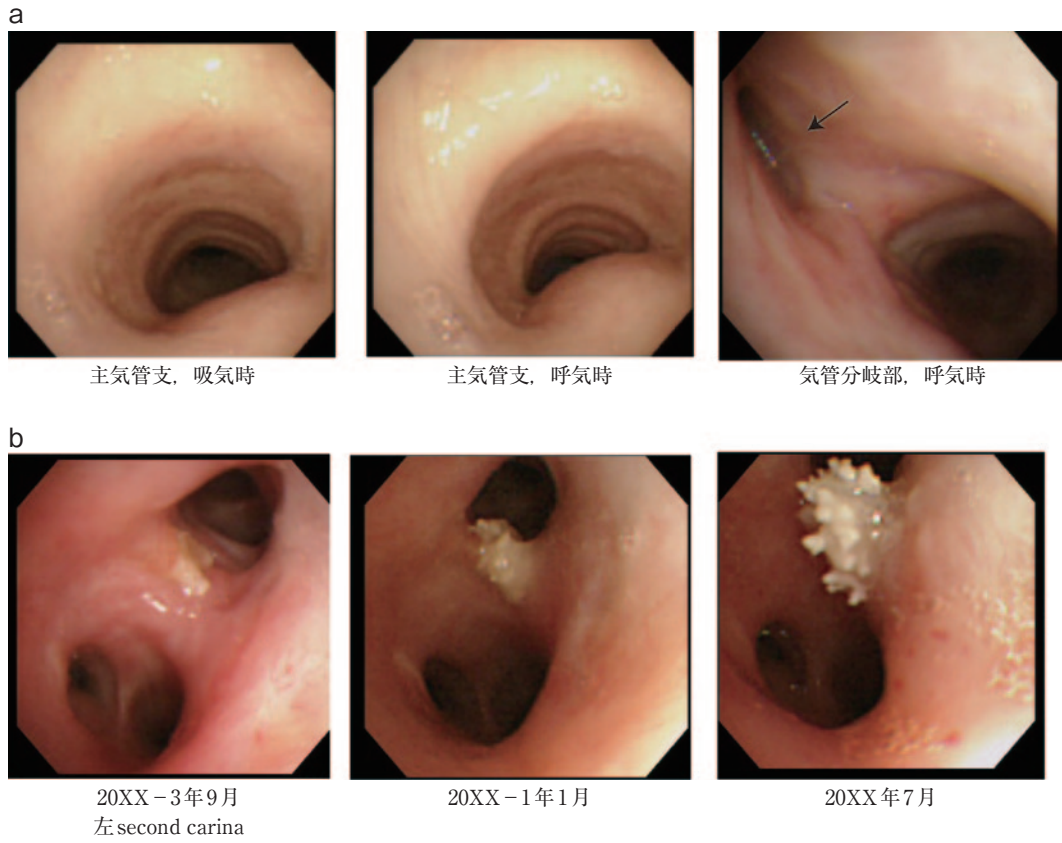 a
主気管支，吸気時
主気管支，呼気時
気管分岐部，呼気時
b
20XX－3年9月
左second carina
20XX－1年1月
20XX年7月